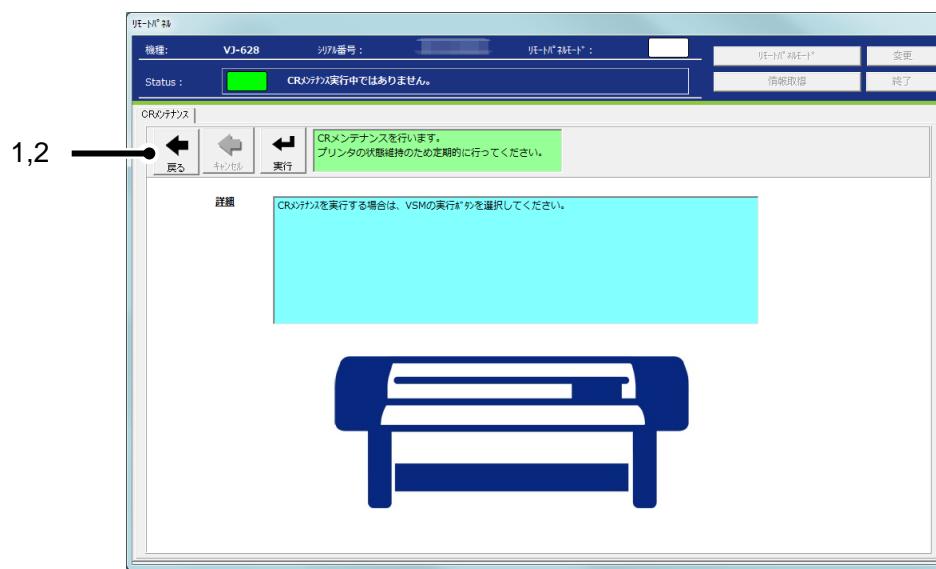 ﾘﾓｰﾄﾊﾟﾈﾙ
機種: VJ-628 ｼﾘｱﾙ番号： ﾘﾓｰﾄﾊﾟﾈﾙﾓｰﾄﾞ： ﾘﾓｰﾄﾊﾟﾈﾙﾓｰﾄﾞ 変更
Status： CRﾒﾝﾃﾅﾝｽ実行中ではありません。 情報取得 終了
CRﾒﾝﾃﾅﾝｽ
1,2
戻る ｷｬﾝｾﾙ 実行
CRメンテナンスを行います。
プリンタの状態維持のため定期的に行ってください。
詳細
CRﾒﾝﾃﾅﾝｽを実行する場合は、VSMの実行ﾎﾞﾀﾝを選択してください。